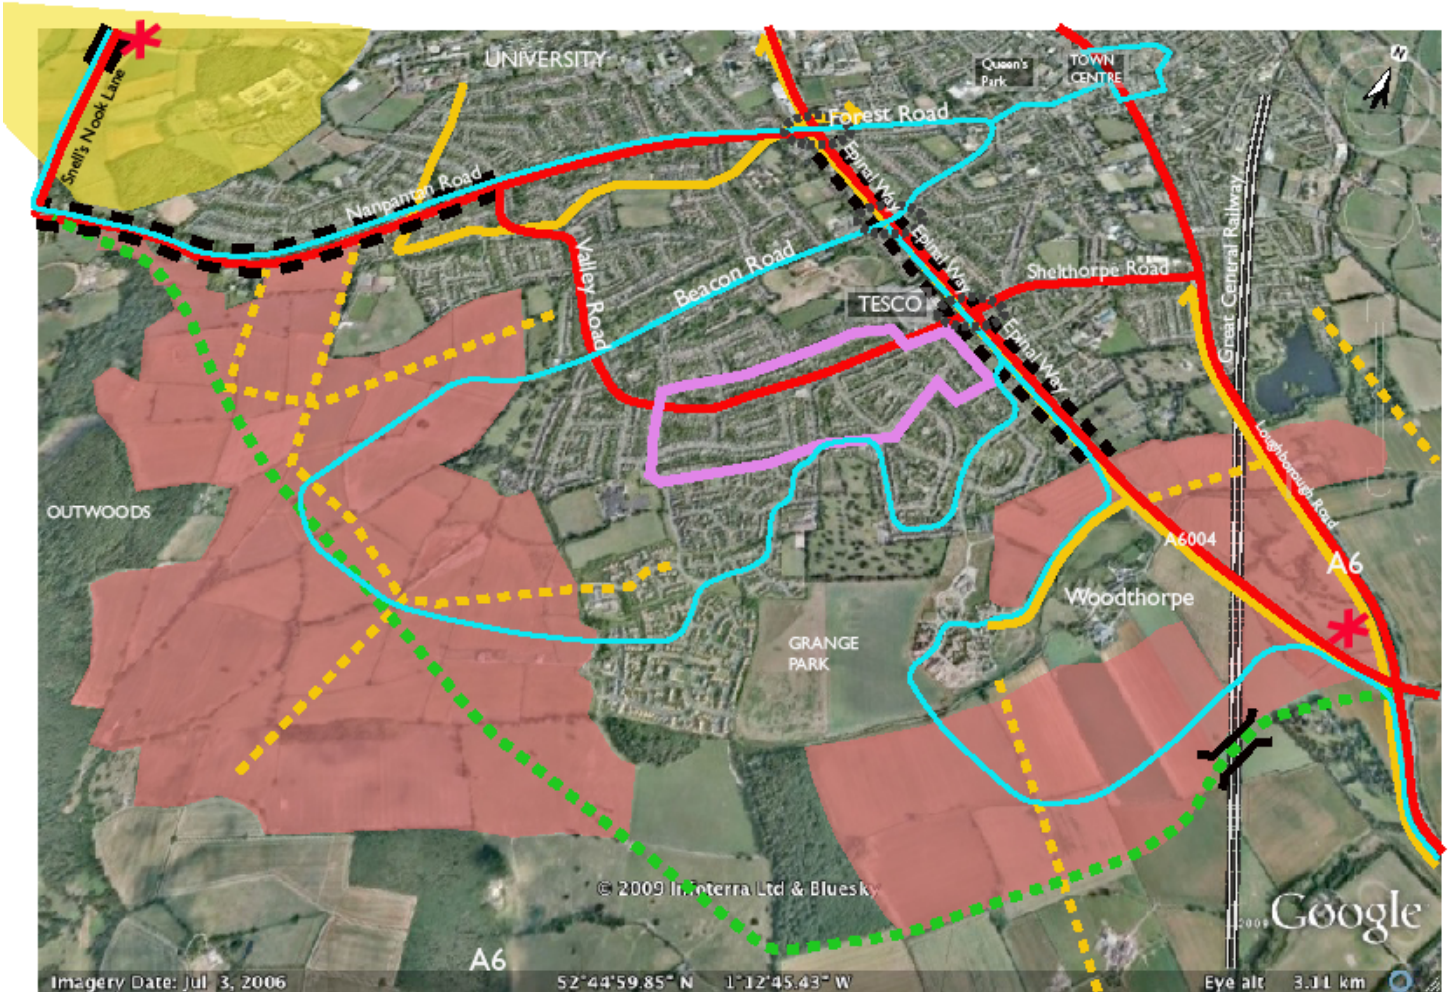 N
UNIVERSITY
Queen's
Park
TOWN
CENTRE
Snell's Nook Lane
Forest Road
Epinal Way
Nanpantan Road
Great Central Railway
Epinal Way
Beacon Road
Shelthorpe Road
Valley Road
TESCO
Epinal Way
Loughborough Road
OUTWOODS
A6004
A6
Woodthorpe
GRANGE
PARK
© 2009 Infoterra Ltd & Bluesky
2009 Google
A6
Imagery Date: Jul 3, 2006 52°44'59.85" N 1°12'45.43" W Eye alt 3.11 km